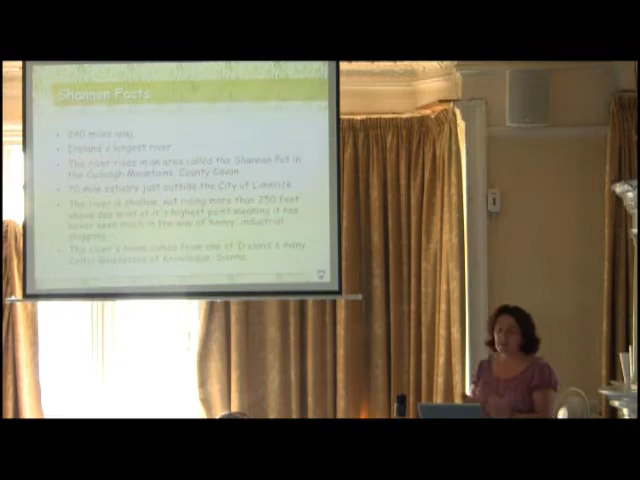 Shannon Facts
240 miles long
Ireland's longest river
The river rises in an area called the Shannon Pot in
the Cuilcagh Mountains, County Cavan
70 mile estuary just outside the City of Limerick
The river is shallow, not rising more than 250 feet
above sea level at it's highest point meaning it has
never seen much in the way of heavy, industrial
shipping
The river's name comes from one of Ireland's many
Celtic Goddesses of Knowledge, Sionna